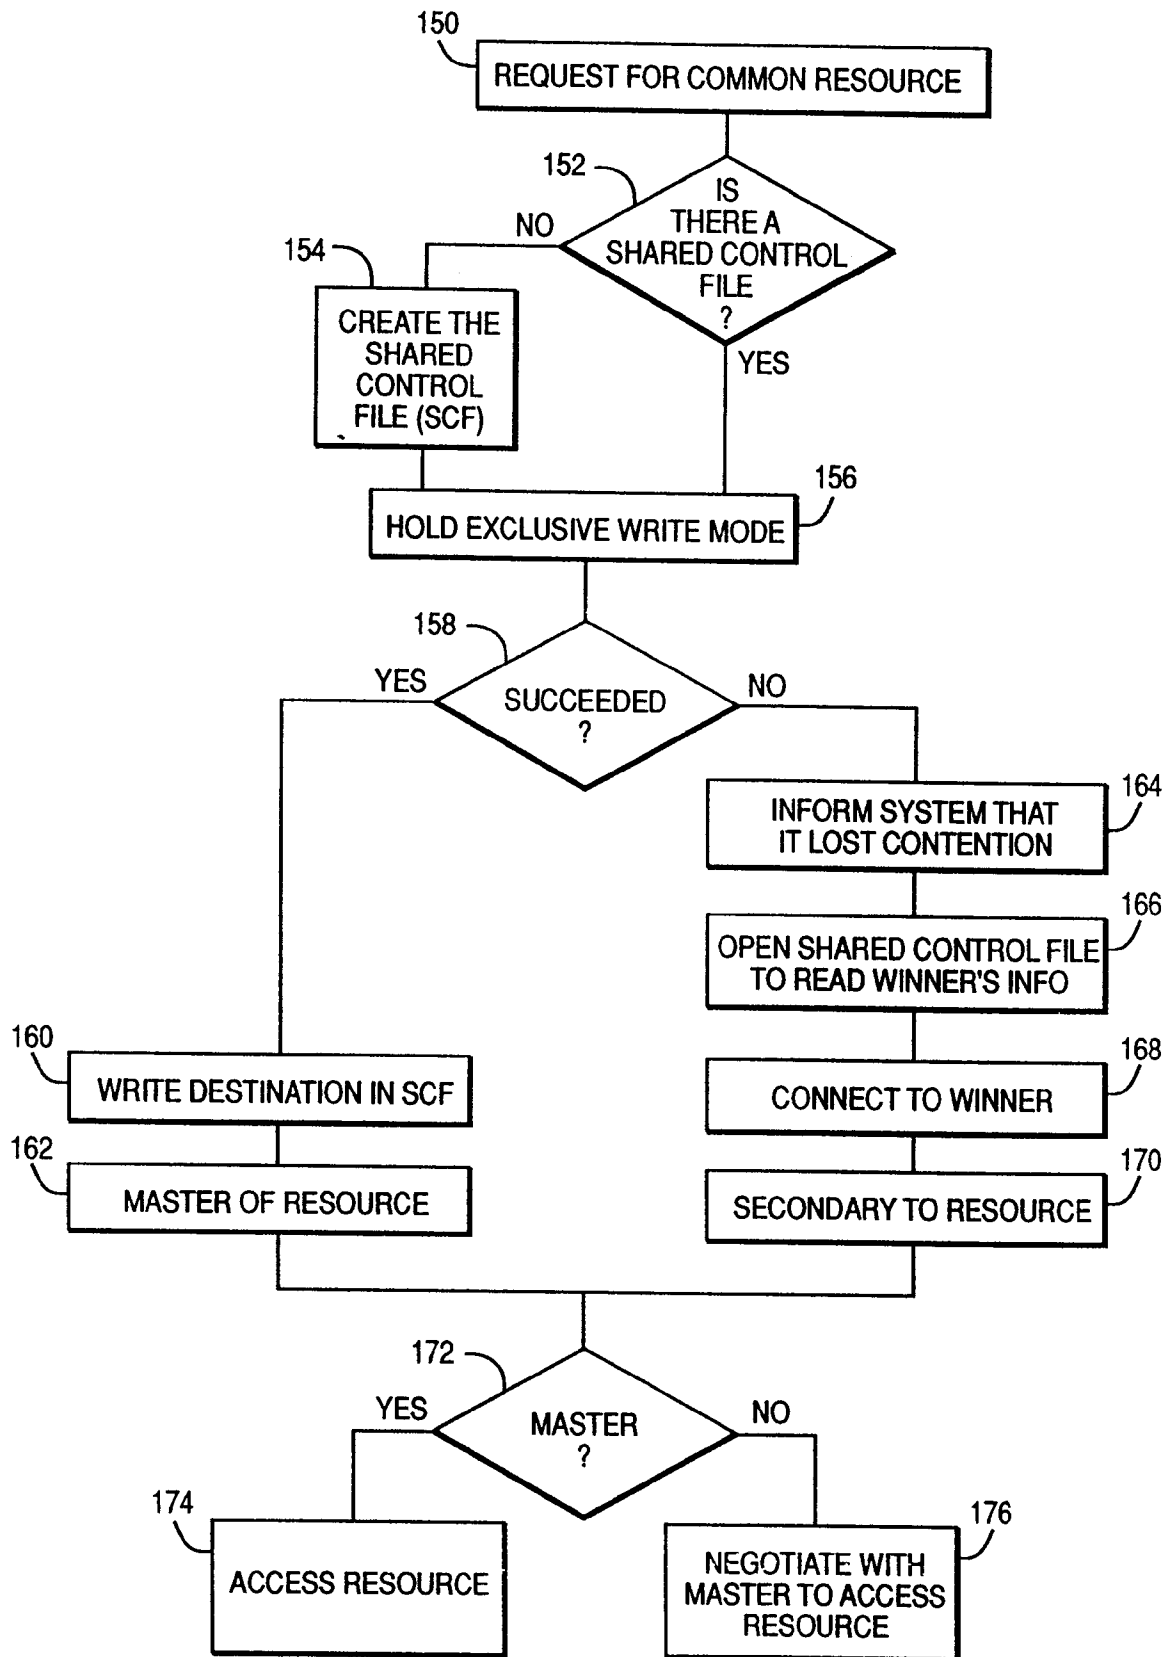 150
REQUEST FOR COMMON RESOURCE
152
IS
THERE A
SHARED CONTROL
FILE
?
NO
YES
154
CREATE THE
SHARED
CONTROL
FILE (SCF)
156
HOLD EXCLUSIVE WRITE MODE
158
SUCCEEDED
?
YES
NO
164
INFORM SYSTEM THAT
IT LOST CONTENTION
166
OPEN SHARED CONTROL FILE
TO READ WINNER'S INFO
160
WRITE DESTINATION IN SCF
168
CONNECT TO WINNER
162
MASTER OF RESOURCE
170
SECONDARY TO RESOURCE
172
MASTER
?
YES
NO
174
ACCESS RESOURCE
176
NEGOTIATE WITH
MASTER TO ACCESS
RESOURCE